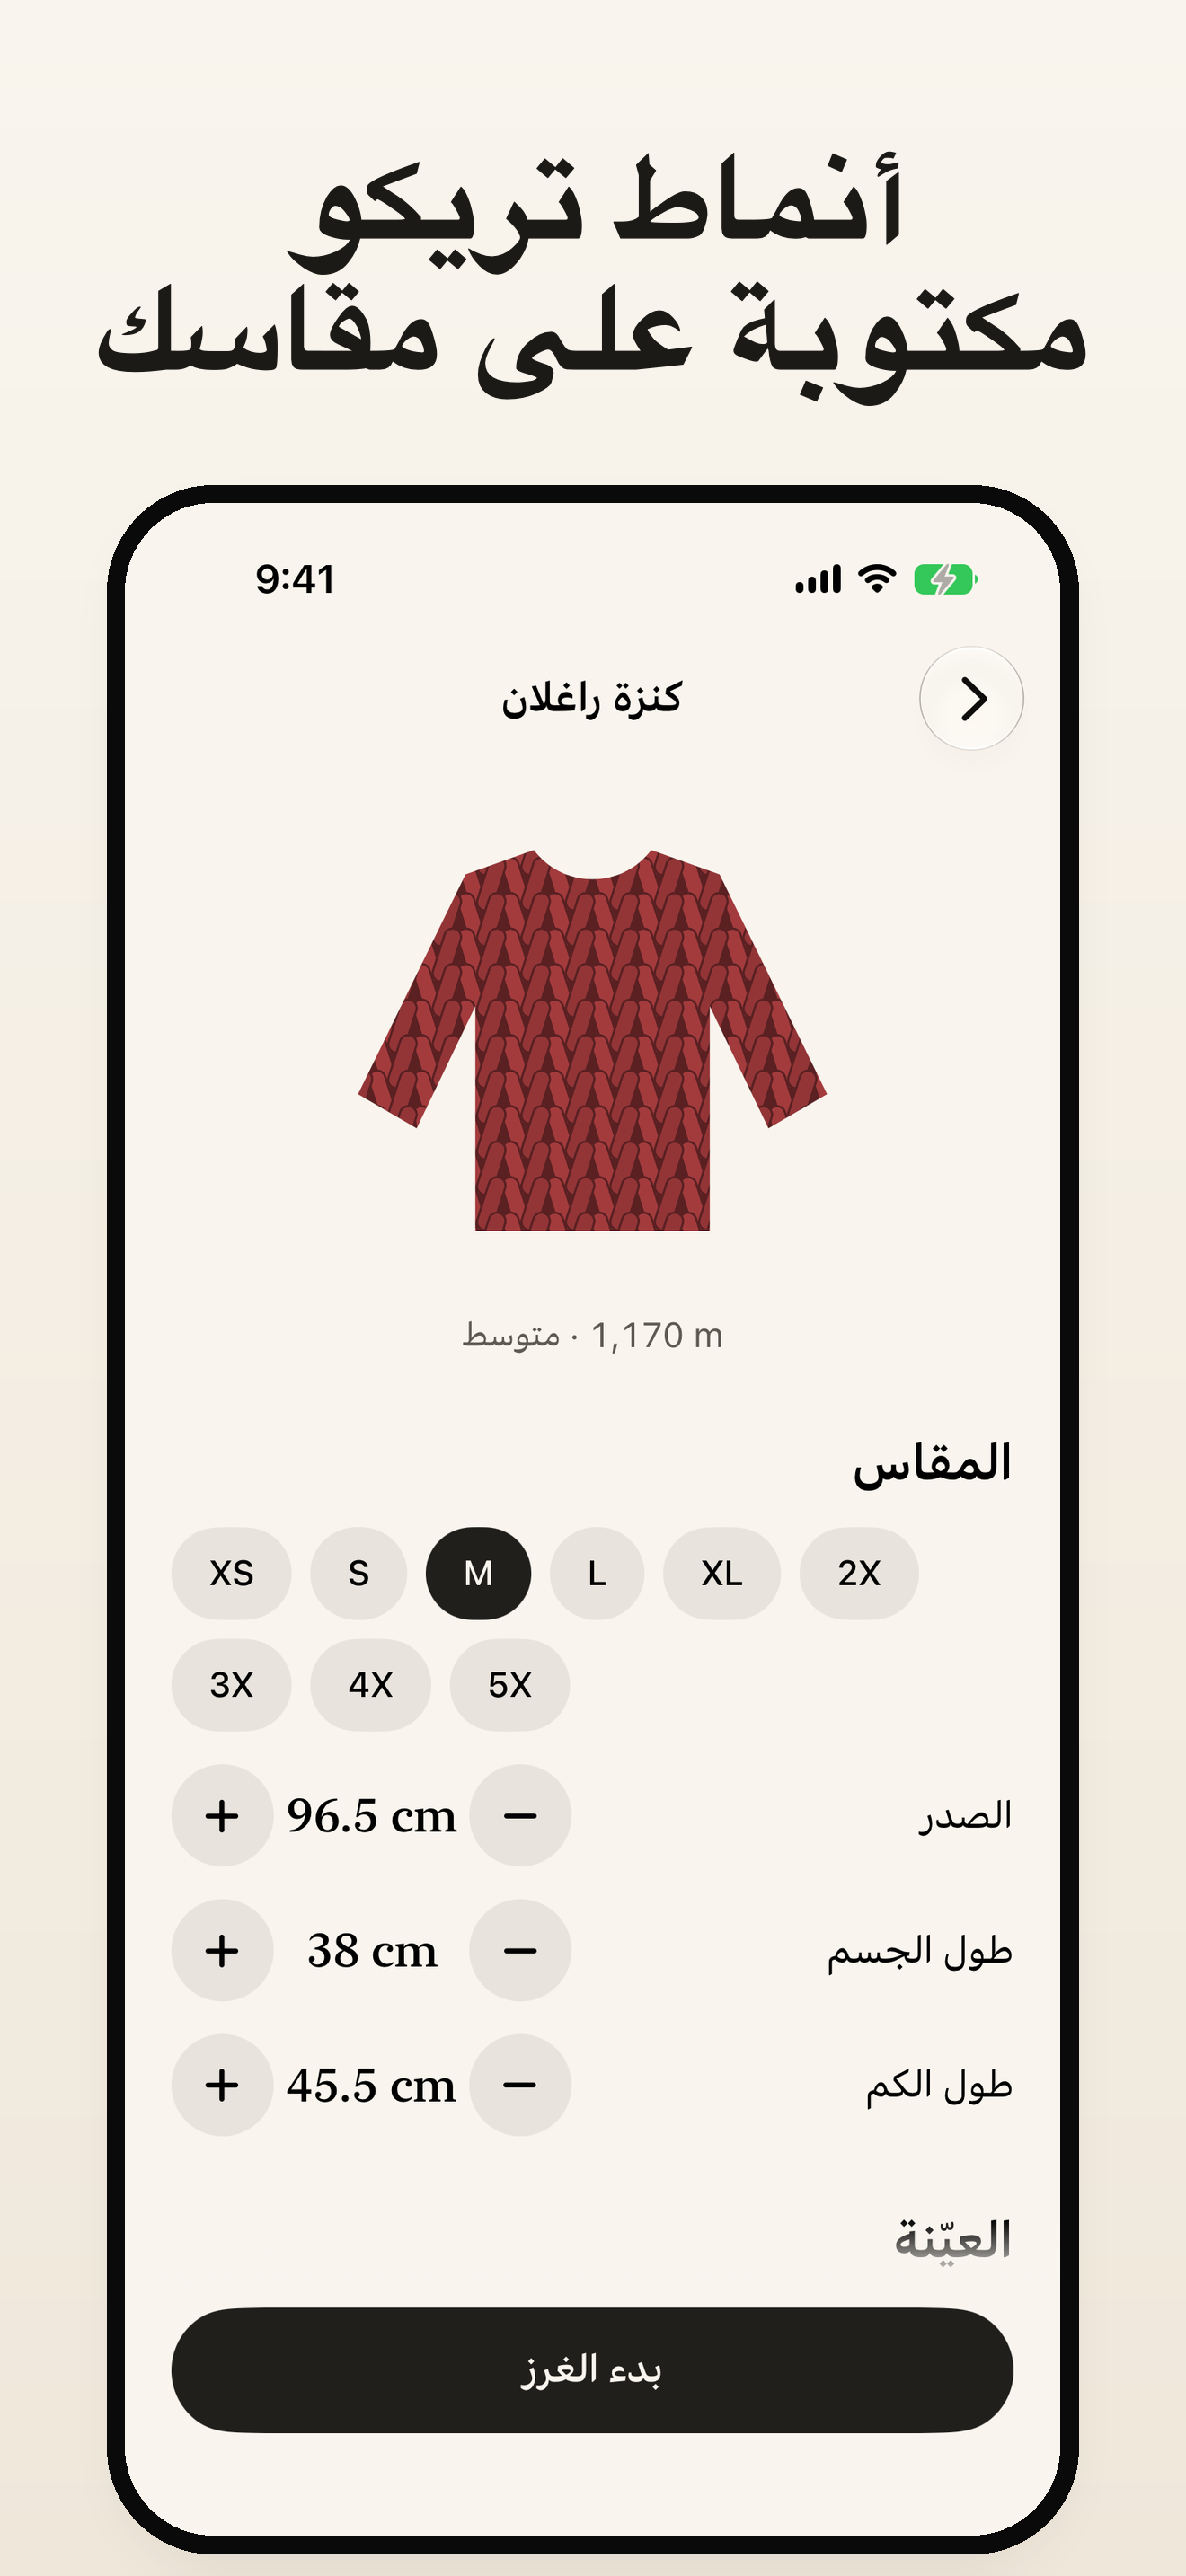 أنماط تريكو
مكتوبة على مقاسك
9:41
كنزة راغلان
1,170 m · متوسط
المقاس
XS S M L XL 2X
3X 4X 5X
الصدر − 96.5 cm +
طول الجسم − 38 cm +
طول الكم − 45.5 cm +
العيّنة
بدء الغرز